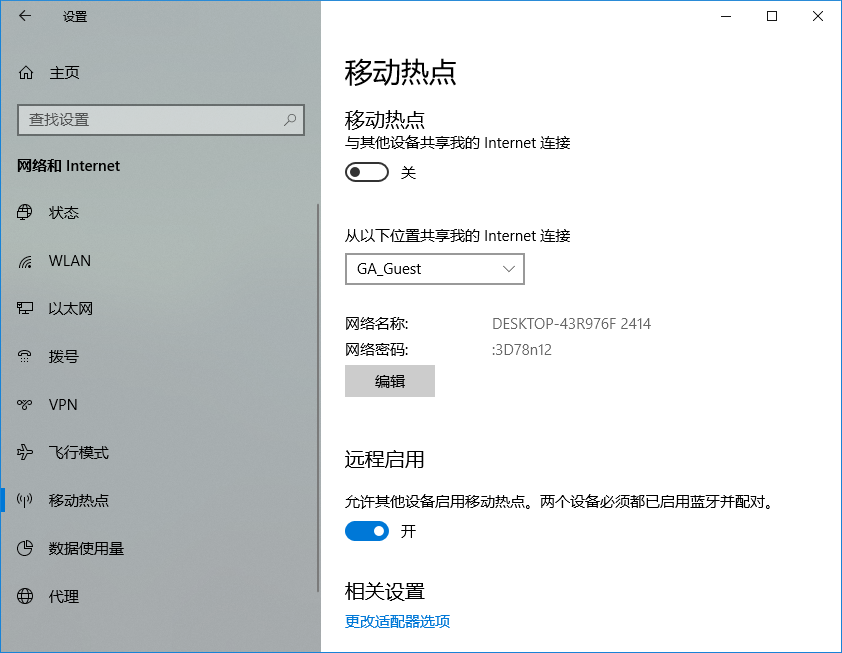 设置
主页
查找设置
网络和 Internet
状态
WLAN
以太网
拨号
VPN
飞行模式
移动热点
数据使用量
代理
移动热点
移动热点
与其他设备共享我的 Internet 连接
关
从以下位置共享我的 Internet 连接
GA_Guest
网络名称: DESKTOP-43R976F 2414
网络密码: :3D78n12
编辑
远程启用
允许其他设备启用移动热点。两个设备必须都已启用蓝牙并配对。
开
相关设置
更改适配器选项